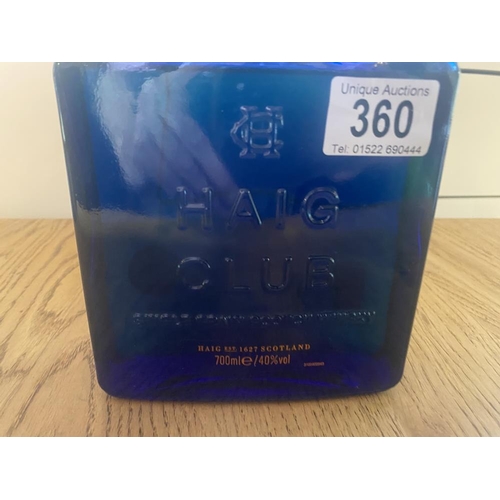 Unique Auctions
360
Tel: 01522 690444
HC
HAIG
CLUB
HAIG EST. 1627 SCOTLAND
700ml℮/40%vol